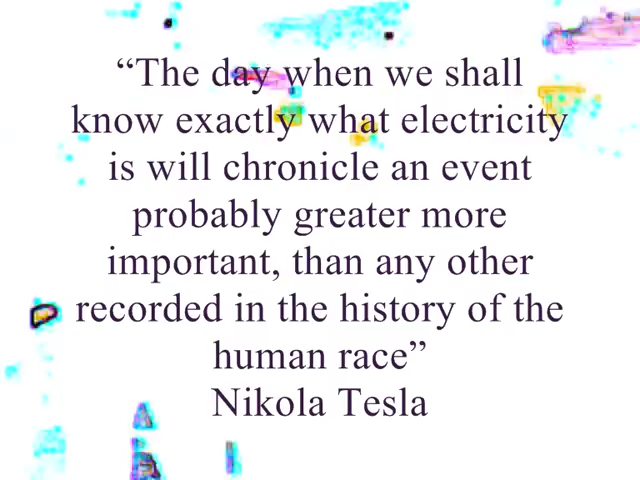 “The day when we shall
know exactly what electricity
is will chronicle an event
probably greater more
important, than any other
recorded in the history of the
human race”
Nikola Tesla